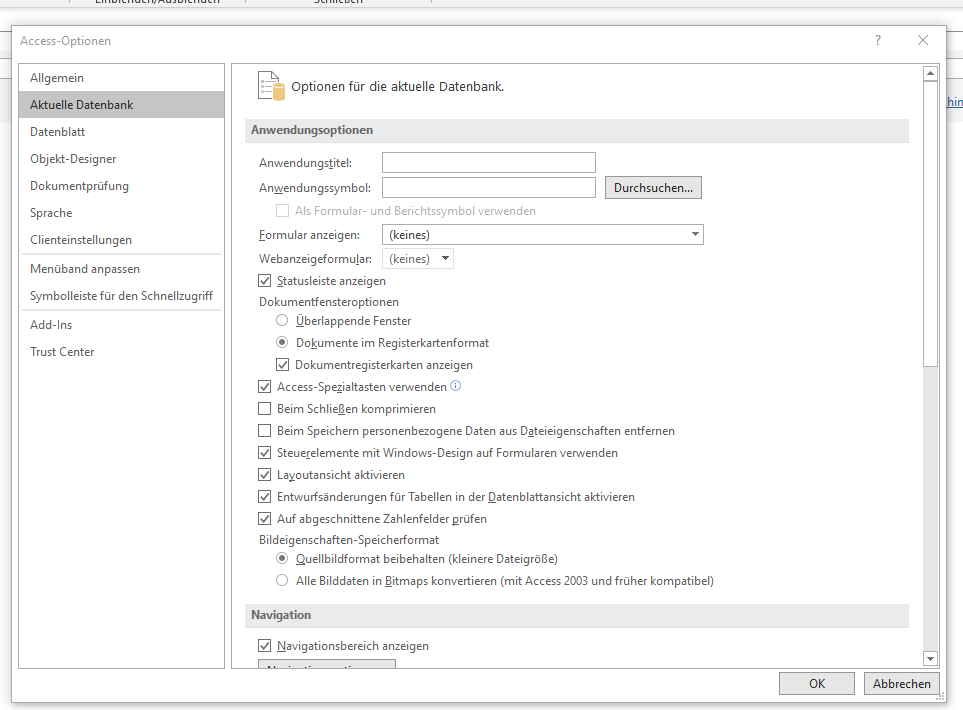 Einblenden/Ausblenden
Schließen
Access-Optionen
?
Allgemein
Aktuelle Datenbank
Datenblatt
Objekt-Designer
Dokumentprüfung
Sprache
Clienteinstellungen
Menüband anpassen
Symbolleiste für den Schnellzugriff
Add-Ins
Trust Center
Optionen für die aktuelle Datenbank.
Anwendungsoptionen
Anwendungstitel:
Anwendungssymbol:
Durchsuchen...
Als Formular- und Berichtssymbol verwenden
Formular anzeigen:
(keines)
Webanzeigeformular:
(keines)
Statusleiste anzeigen
Dokumentfensteroptionen
Überlappende Fenster
Dokumente im Registerkartenformat
Dokumentregisterkarten anzeigen
Access-Spezialtasten verwenden
Beim Schließen komprimieren
Beim Speichern personenbezogene Daten aus Dateieigenschaften entfernen
Steuerelemente mit Windows-Design auf Formularen verwenden
Layoutansicht aktivieren
Entwurfsänderungen für Tabellen in der Datenblattansicht aktivieren
Auf abgeschnittene Zahlenfelder prüfen
Bildeigenschaften-Speicherformat
Quellbildformat beibehalten (kleinere Dateigröße)
Alle Bilddaten in Bitmaps konvertieren (mit Access 2003 und früher kompatibel)
Navigation
Navigationsbereich anzeigen
OK
Abbrechen
hin